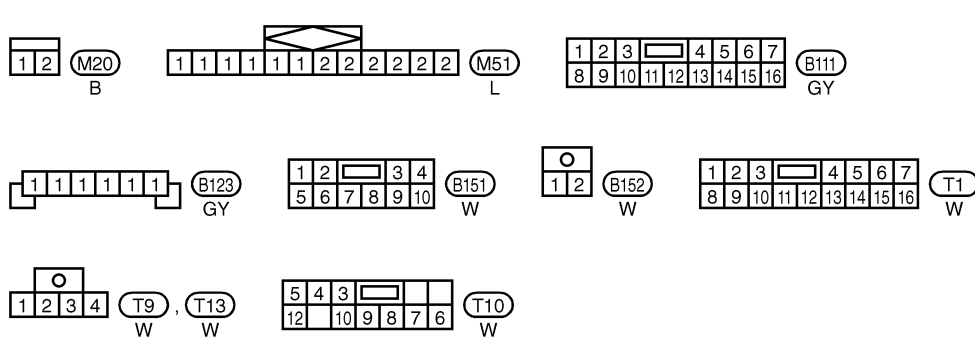 1 2 M20
B
1 1 1 1 1 1 2 2 2 2 2 2 M51
L
1 2 3 4 5 6 7
8 9 10 11 12 13 14 15 16
B111
GY
1 1 1 1 1 1 B123
GY
1 2 3 4
5 6 7 8 9 10
B151
W
1 2 B152
W
1 2 3 4 5 6 7
8 9 10 11 12 13 14 15 16
T1
W
1 2 3 4 T9 , T13
W W
5 4 3
12 10 9 8 7 6
T10
W